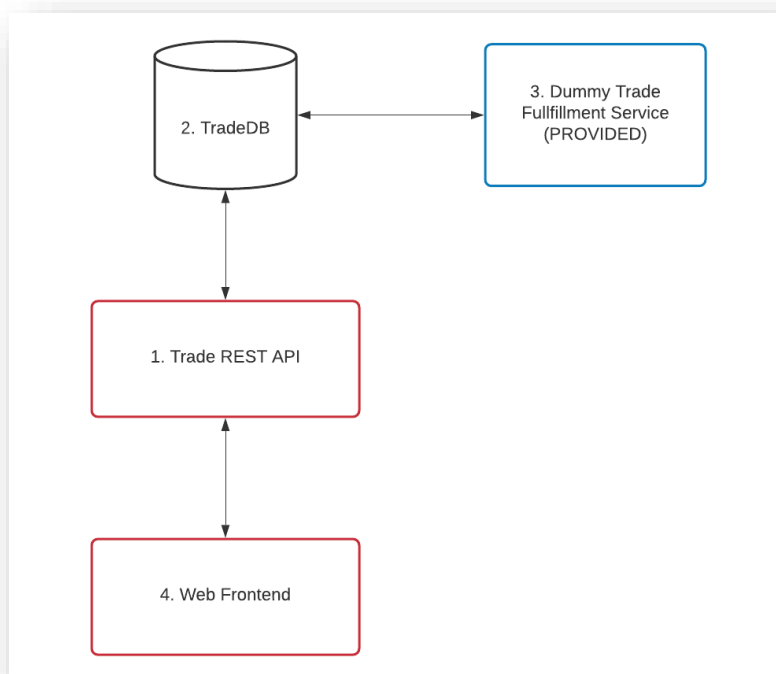 2. TradeDB
3. Dummy Trade
Fullfillment Service
(PROVIDED)
1. Trade REST API
4. Web Frontend